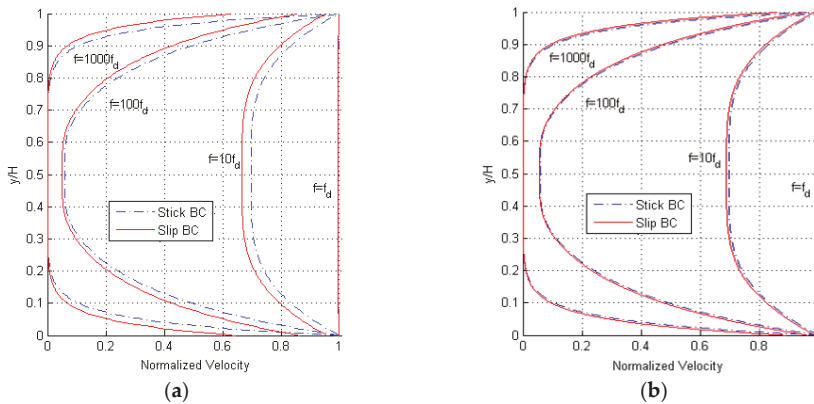 1
0.9
0.8
0.7
0.6
0.5
0.4
0.3
0.2
0.1
0
y/H
f=1000f_d
f=100f_d
f=10f_d
f=f_d
Stick BC
Slip BC
0 0.2 0.4 0.6 0.8 1
Normalized Velocity
(a)
1
0.9
0.8
0.7
0.6
0.5
0.4
0.3
0.2
0.1
0
y/H
f=1000f_d
f=100f_d
f=10f_d
f=f_d
Stick BC
Slip BC
0 0.2 0.4 0.6 0.8
Normalized Velocity
(b)